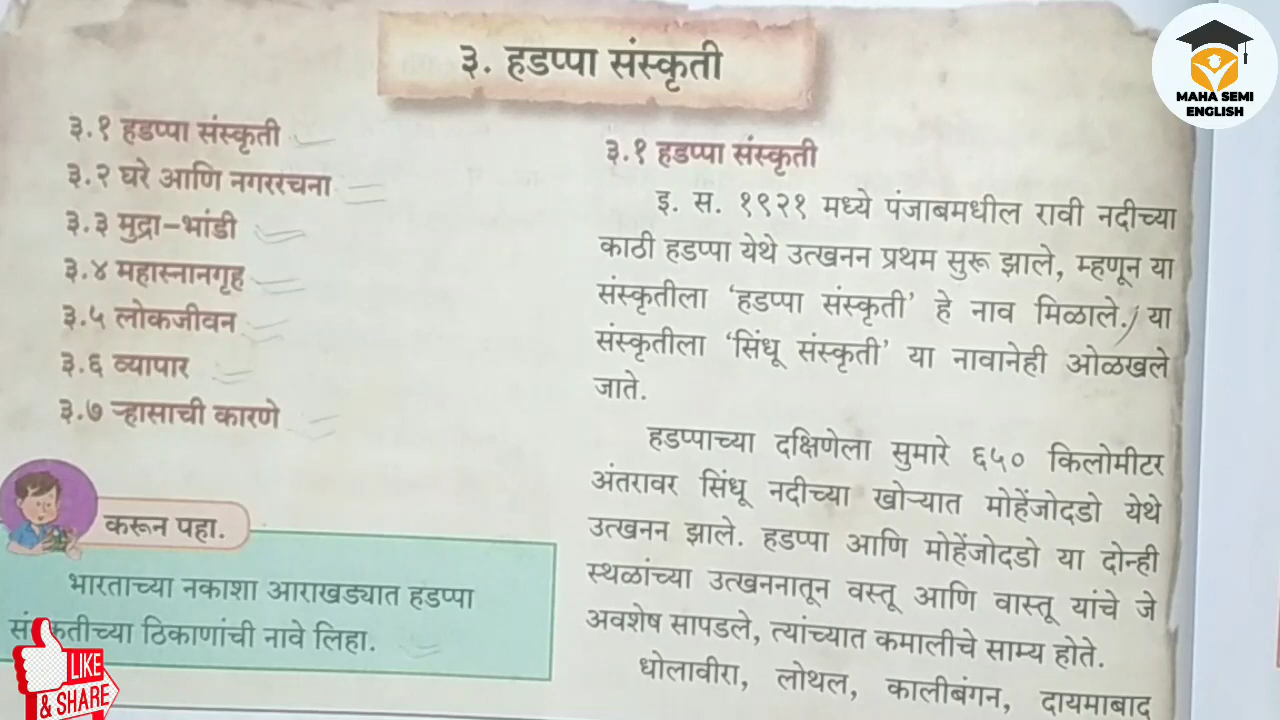 ३. हडप्पा संस्कृती
३.१ हडप्पा संस्कृती
३.२ घरे आणि नगररचना
३.३ मुद्रा-भांडी
३.४ महास्नानगृह
३.५ लोकजीवन
३.६ व्यापार
३.७ ऱ्हासाची कारणे
करून पहा.
भारताच्या नकाशा आराखड्यात हडप्पा
संस्कृतीच्या ठिकाणांची नावे लिहा.
३.१ हडप्पा संस्कृती
इ. स. १९२१ मध्ये पंजाबमधील रावी नदीच्या
काठी हडप्पा येथे उत्खनन प्रथम सुरू झाले, म्हणून या
संस्कृतीला ‘हडप्पा संस्कृती’ हे नाव मिळाले. या
संस्कृतीला ‘सिंधू संस्कृती’ या नावानेही ओळखले
जाते.
हडप्पाच्या दक्षिणेला सुमारे ६५० किलोमीटर
अंतरावर सिंधू नदीच्या खोऱ्यात मोहेंजोदडो येथे
उत्खनन झाले. हडप्पा आणि मोहेंजोदडो या दोन्ही
स्थळांच्या उत्खननातून वस्तू आणि वास्तू यांचे जे
अवशेष सापडले, त्यांच्यात कमालीचे साम्य होते.
धोलावीरा, लोथल, कालीबंगन, दायमाबाद
MAHA SEMI
ENGLISH
LIKE
& SHARE